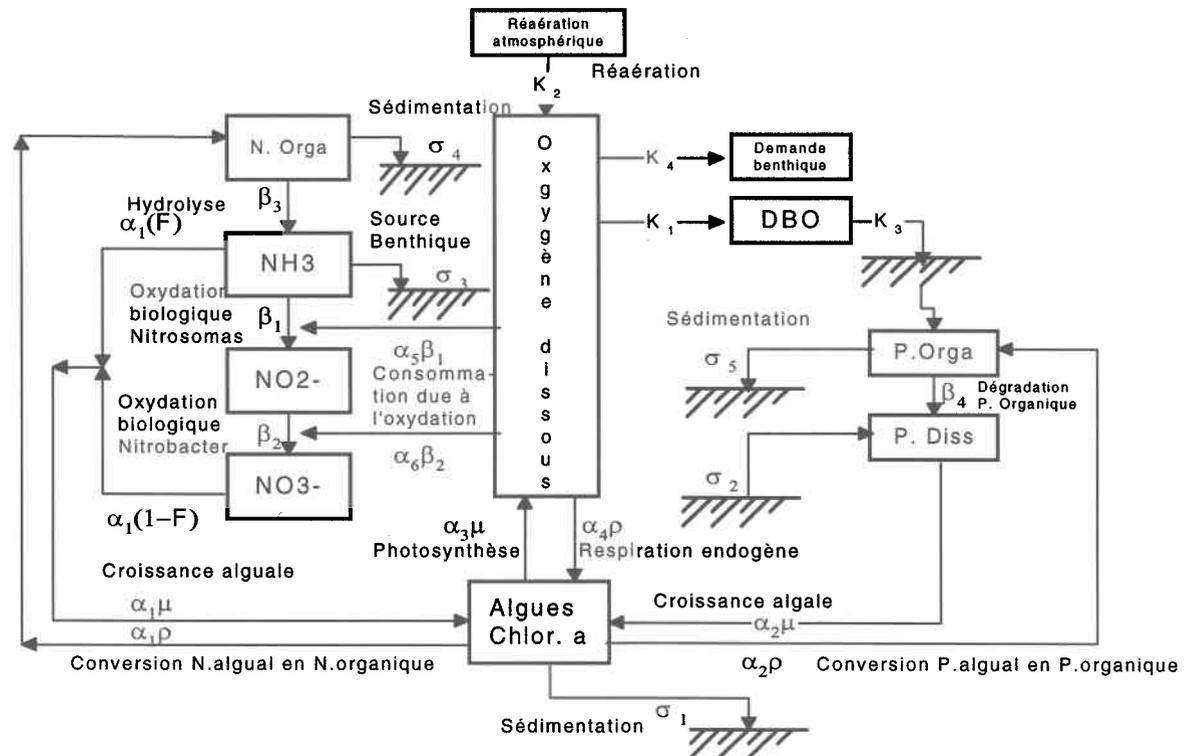 Réaération
atmosphérique
Réaération
K2
Sédimentation
N. Orga
σ4
Oxgygène dissous
K4
Demande
benthique
Hydrolyse
β3
α1(F)
Source
Benthique
K1
DBO
K3
NH3
σ3
Oxydation
biologique
Nitrosomas
β1
Sédimentation
P.Orga
σ5
α5β1
NO2-
Consomma-
tion due à
l'oxydation
β4
Dégradation
P. Organique
Oxydation
biologique
Nitrobacter
β2
P. Diss
α6β2
NO3-
σ2
α1(1-F)
α3μ
Photosynthèse
α4ρ
Respiration endogène
Croissance alguale
α1μ
Algues
Chlor. a
Croissance algale
α2μ
α1ρ
Conversion N.algual en N.organique
α2ρ
Conversion P.algual en P.organique
Sédimentation
σ1